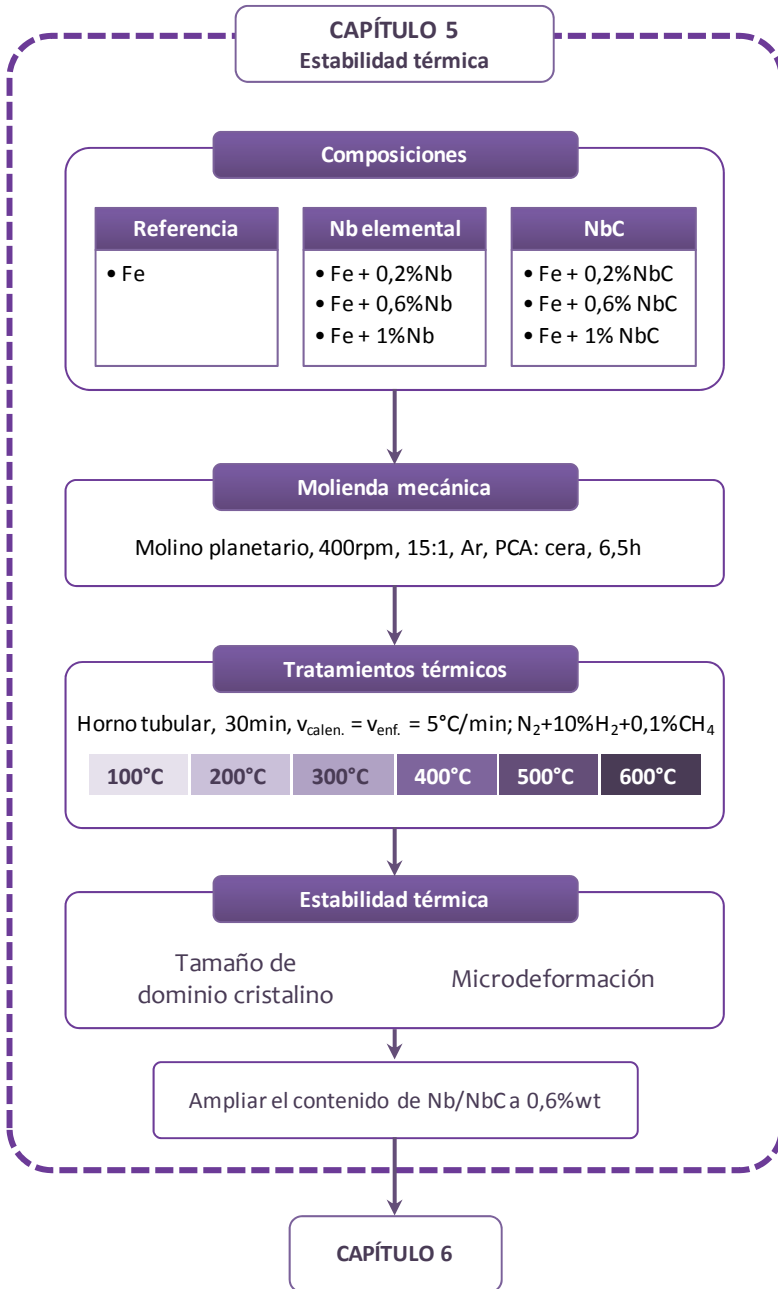 CAPÍTULO 5
Estabilidad térmica
Composiciones
Referencia
• Fe
Nb elemental
• Fe + 0,2%Nb
• Fe + 0,6%Nb
• Fe + 1%Nb
NbC
• Fe + 0,2%NbC
• Fe + 0,6% NbC
• Fe + 1% NbC
Molienda mecánica
Molino planetario, 400rpm, 15:1, Ar, PCA: cera, 6,5h
Tratamientos térmicos
Horno tubular, 30min, v_calen. = v_enf. = 5°C/min; N₂+10%H₂+0,1%CH₄
100°C 200°C 300°C 400°C 500°C 600°C
Estabilidad térmica
Tamaño de
dominio cristalino
Microdeformación
Ampliar el contenido de Nb/NbC a 0,6%wt
CAPÍTULO 6